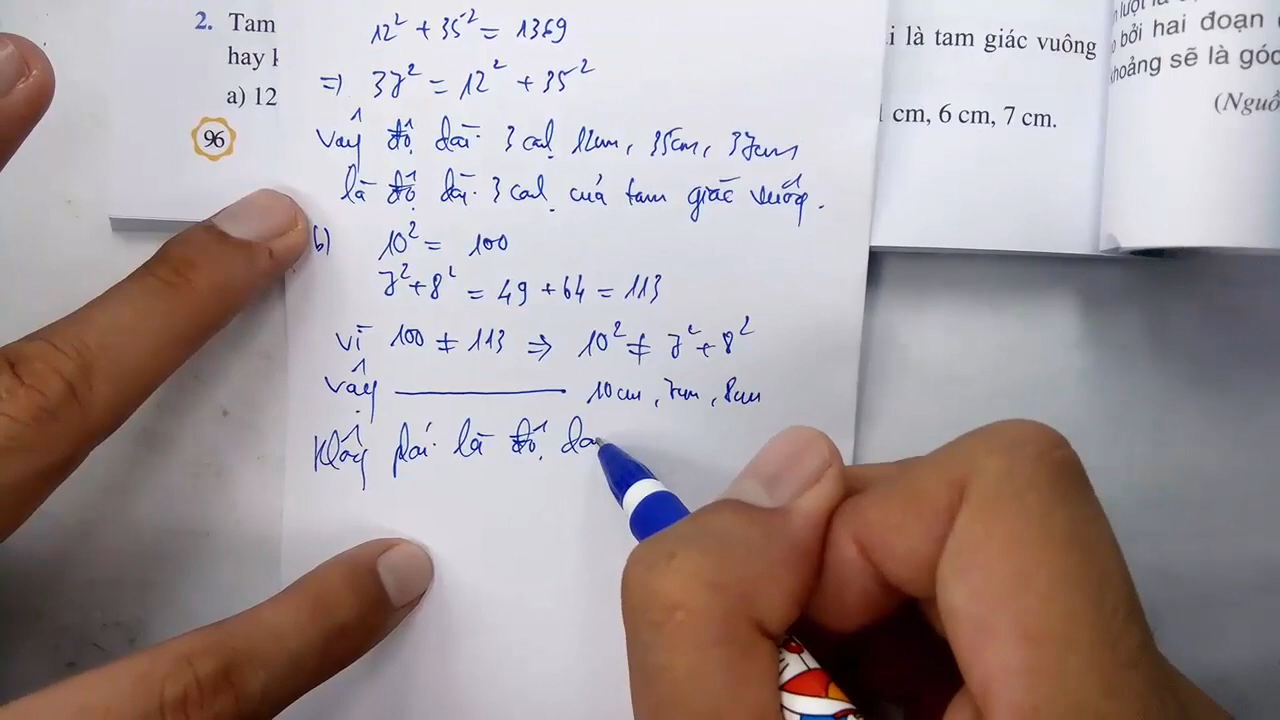 2. Tam
hay k
a) 12
96
i là tam giác vuông
1 cm, 6 cm, 7 cm.
bởi hai đoạn
khoảng sẽ là góc
(Nguồ
12² + 35² = 1369
=> 37² = 12² + 35²
Vậy độ dài 3 cạnh 12cm, 35cm, 37cm
là độ dài 3 cạnh của tam giác vuông.
b) 10² = 100
7² + 8² = 49 + 64 = 113
Vì 100 ≠ 113 => 10² ≠ 7² + 8²
Vậy ——— 10cm, 7cm, 8cm
không phải là độ dà